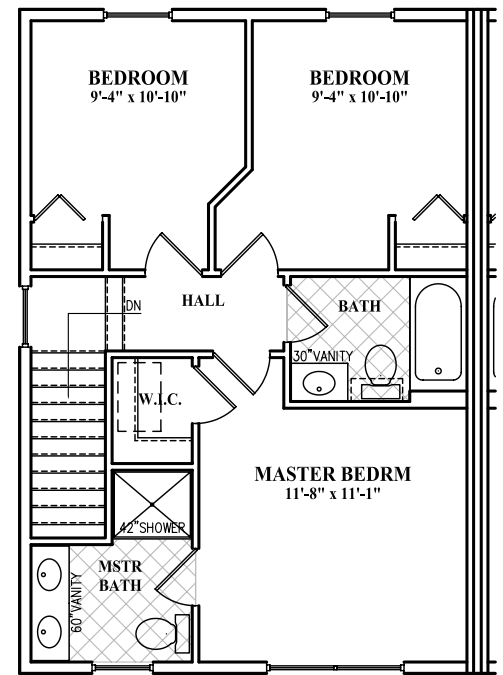 BEDROOM
9'-4" x 10'-10"
BEDROOM
9'-4" x 10'-10"
DN
HALL
BATH
30"VANITY
W.I.C.
MASTER BEDRM
11'-8" x 11'-1"
42"SHOWER
MSTR
BATH
60"VANITY